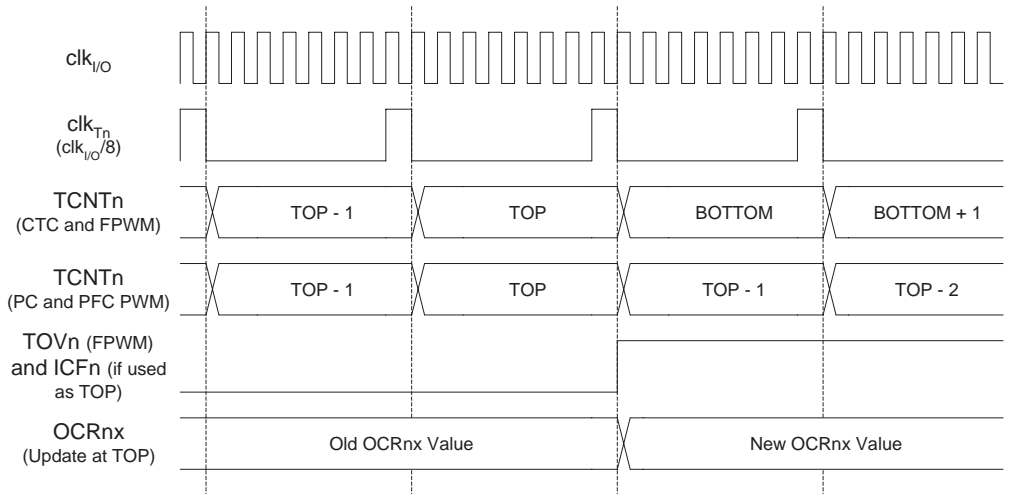 clkI/O
clkTn
(clkI/O/8)
TCNTn
(CTC and FPWM)
TOP - 1 TOP BOTTOM BOTTOM + 1
TCNTn
(PC and PFC PWM)
TOP - 1 TOP TOP - 1 TOP - 2
TOVn (FPWM)
and ICFn (if used
as TOP)
OCRnx
(Update at TOP)
Old OCRnx Value New OCRnx Value